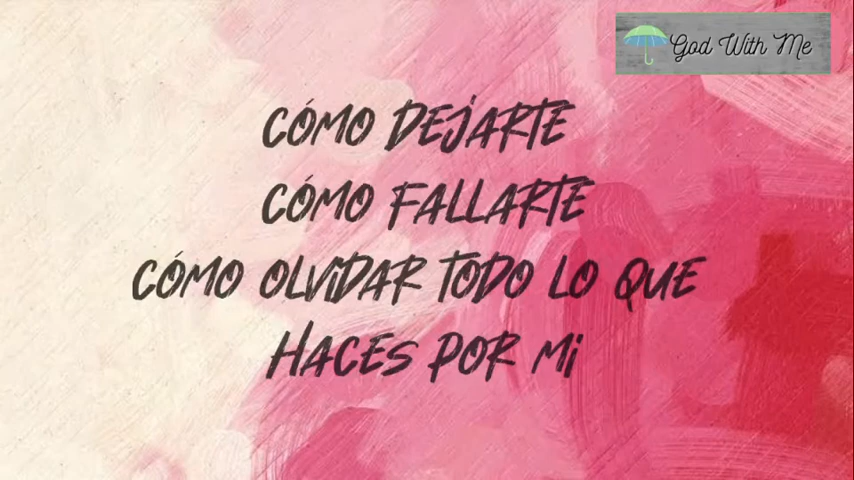 God With Me
CÓMO DEJARTE
CÓMO FALLARTE
CÓMO OLVIDAR TODO LO QUE
HACES POR Mi